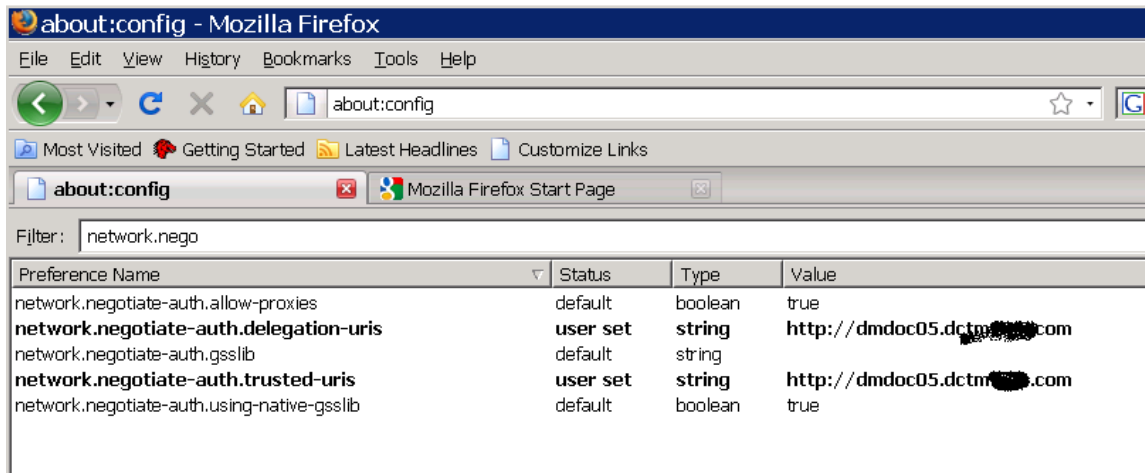 about:config - Mozilla Firefox
File Edit View History Bookmarks Tools Help
about:config G
Most Visited Getting Started Latest Headlines Customize Links
about:config Mozilla Firefox Start Page
Filter: network.nego
Preference Name Status Type Value
network.negotiate-auth.allow-proxies default boolean true
network.negotiate-auth.delegation-uris user set string http://dmdoc05.dctm .com
network.negotiate-auth.gsslib default string
network.negotiate-auth.trusted-uris user set string http://dmdoc05.dctm .com
network.negotiate-auth.using-native-gsslib default boolean true